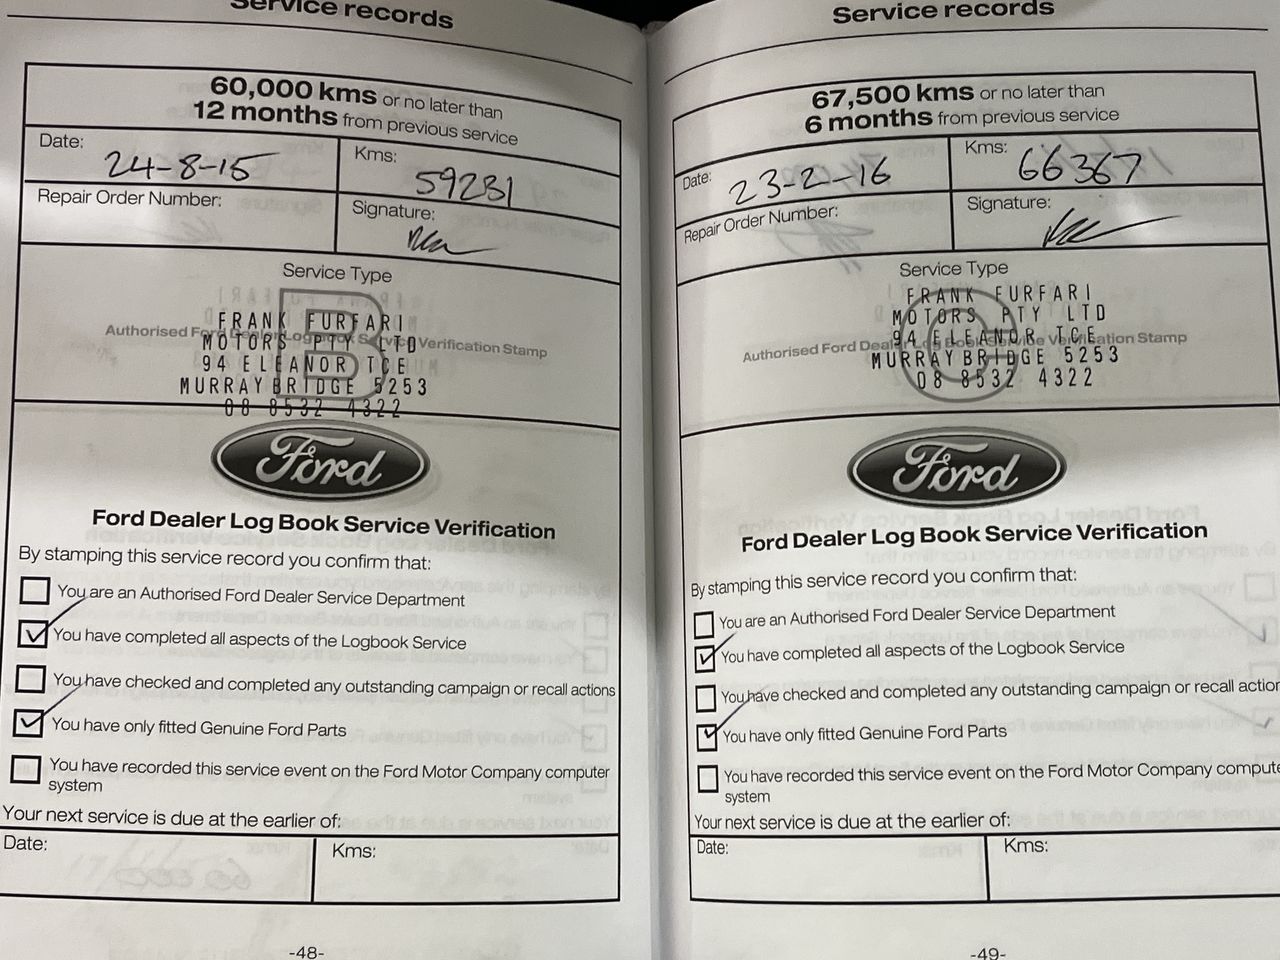 Service records
60,000 kms or no later than
12 months from previous service
Date: 24-8-15
Kms: 59281
Repair Order Number:
Signature:
Service Type
B
FRANK FURFARI
MOTORS PTY LTD
Authorised Ford Dealer Log Book Service Verification Stamp
94 ELEANOR TCE
MURRAY BRIDGE 5253
08 8532 4322
Ford
Ford Dealer Log Book Service Verification
By stamping this service record you confirm that:
You are an Authorised Ford Dealer Service Department
You have completed all aspects of the Logbook Service
You have checked and completed any outstanding campaign or recall actions
You have only fitted Genuine Ford Parts
You have recorded this service event on the Ford Motor Company computer
system
Your next service is due at the earlier of:
Date:
Kms:
-48-
Service records
67,500 kms or no later than
6 months from previous service
Date: 23-2-16
Kms: 66367
Repair Order Number:
Signature:
Service Type
C
FRANK FURFARI
MOTORS PTY LTD
94 ELEANOR TCE
Authorised Ford Dealer Log Book Service Verification Stamp
MURRAY BRIDGE 5253
08 8532 4322
Ford
Ford Dealer Log Book Service Verification
By stamping this service record you confirm that:
You are an Authorised Ford Dealer Service Department
You have completed all aspects of the Logbook Service
You have checked and completed any outstanding campaign or recall action
You have only fitted Genuine Ford Parts
You have recorded this service event on the Ford Motor Company compute
system
Your next service is due at the earlier of:
Date:
Kms:
-49-